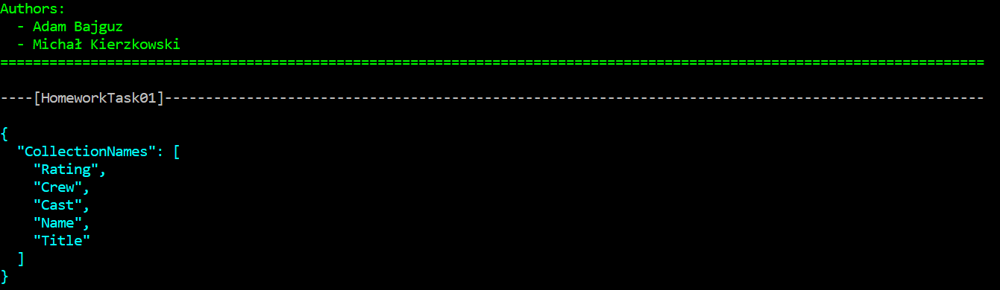 Authors:
  - Adam Bajguz
  - Michał Kierzkowski
========================================================================================================================
----[HomeworkTask01]----------------------------------------------------------------------------------------------------
{
  "CollectionNames": [
    "Rating",
    "Crew",
    "Cast",
    "Name",
    "Title"
  ]
}